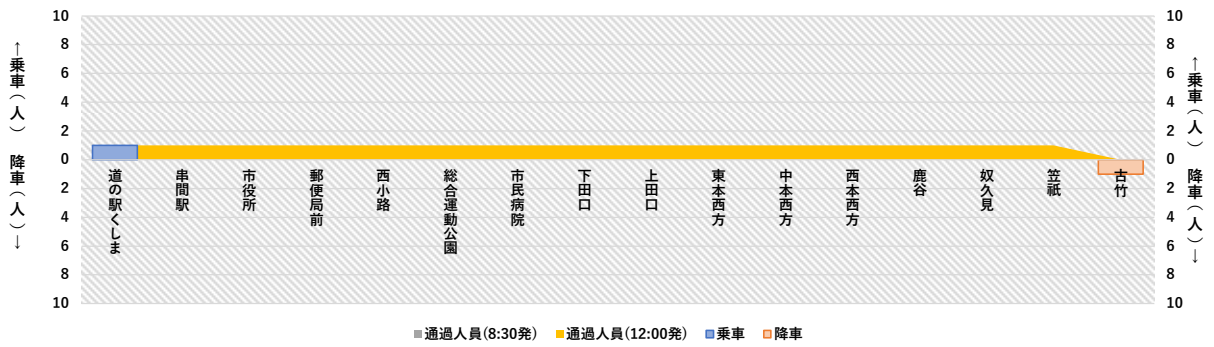 10
8
6
4
2
0
2
4
6
8
10
←乗車(人) 降車(人)→
道の駅くしま
串間駅
市役所
郵便局前
西小路
総合運動公園
市民病院
下田口
上田口
東本西方
中本西方
西本西方
鹿谷
奴久見
笠祇
古竹
10
8
6
4
2
0
2
4
6
8
10
←乗車(人) 降車(人)→
通過人員(8:30発) 通過人員(12:00発) 乗車 降車